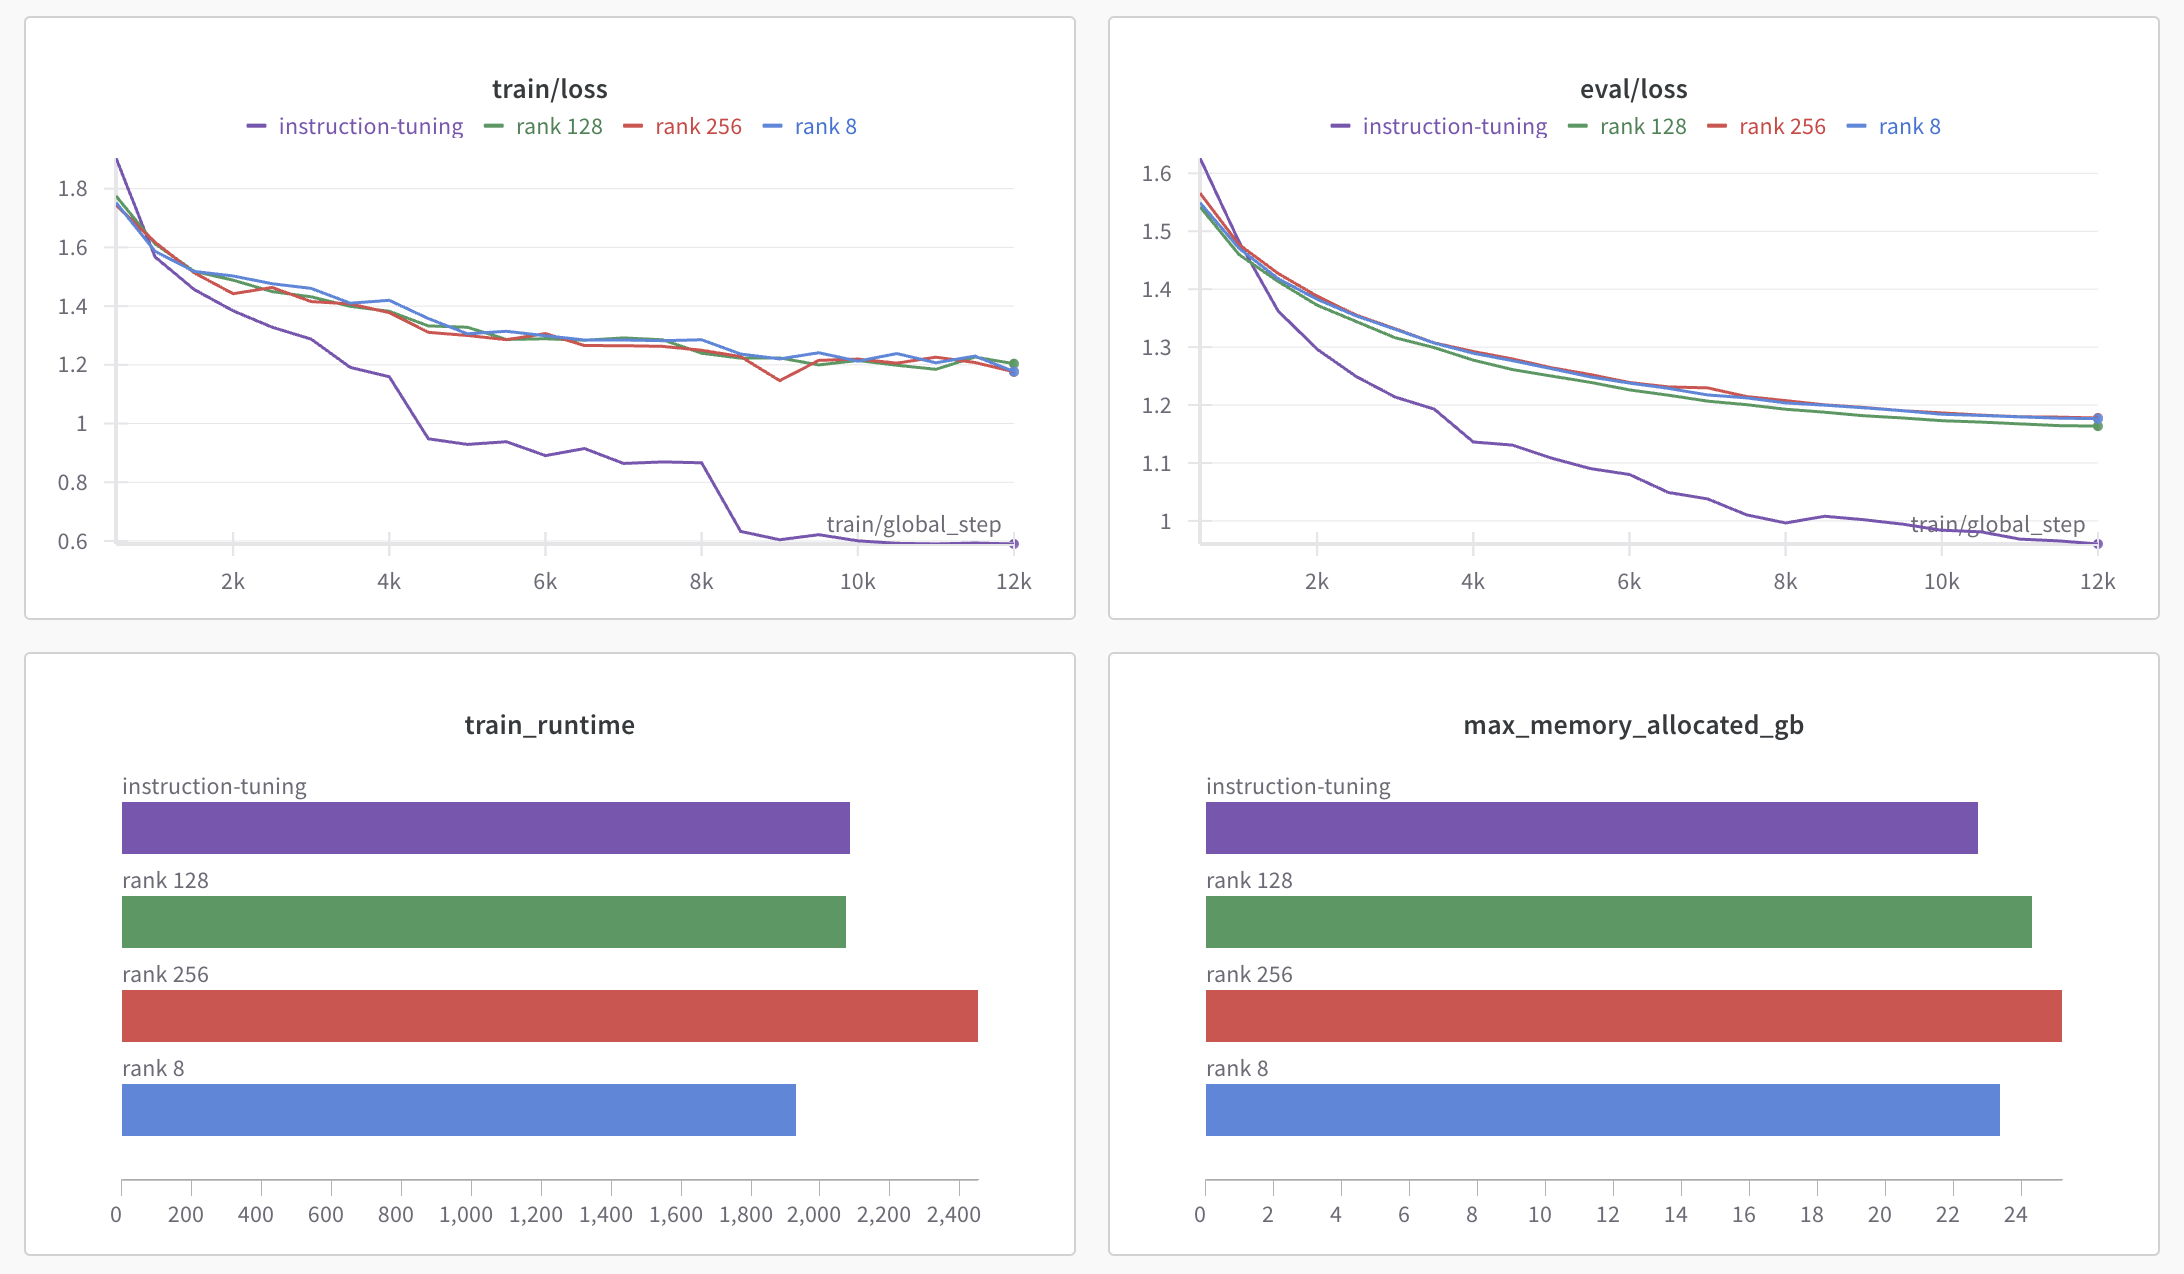 train/loss
instruction-tuning rank 128 rank 256 rank 8
1.8
1.6
1.4
1.2
1
0.8
0.6
train/global_step
2k 4k 6k 8k 10k 12k
eval/loss
instruction-tuning rank 128 rank 256 rank 8
1.6
1.5
1.4
1.3
1.2
1.1
1
train/global_step
2k 4k 6k 8k 10k 12k
train_runtime
instruction-tuning
rank 128
rank 256
rank 8
0 200 400 600 800 1,000 1,200 1,400 1,600 1,800 2,000 2,200 2,400
max_memory_allocated_gb
instruction-tuning
rank 128
rank 256
rank 8
0 2 4 6 8 10 12 14 16 18 20 22 24